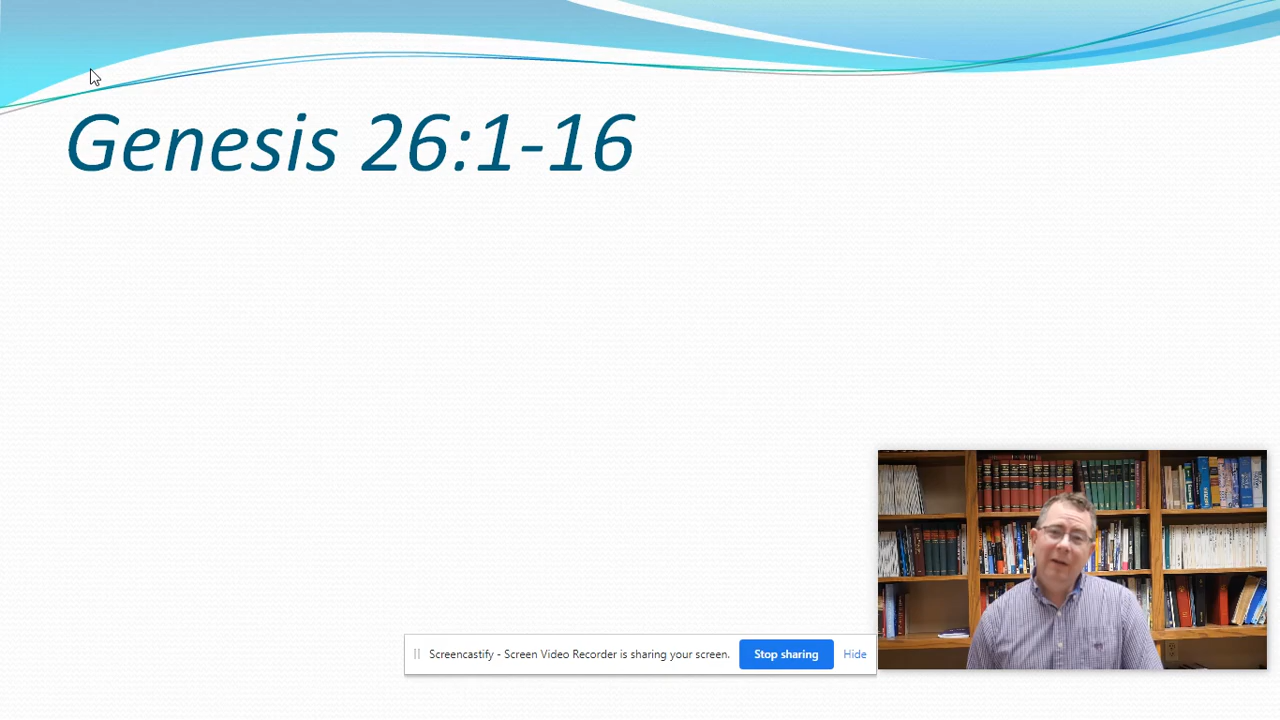 Genesis 26:1-16
Screencastify - Screen Video Recorder is sharing your screen. Stop sharing Hide